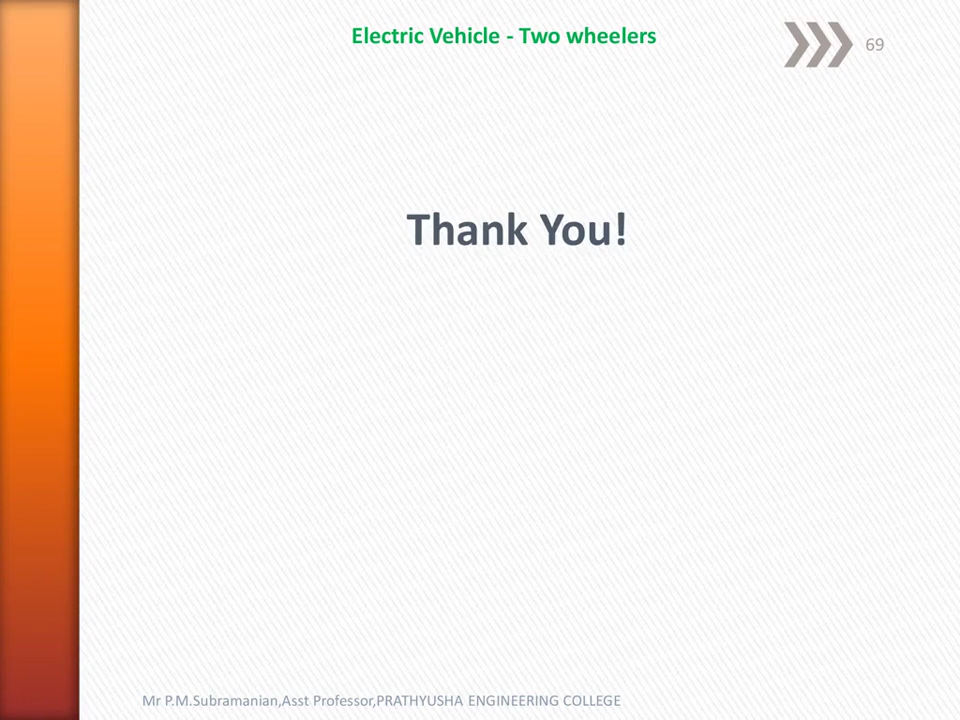 Electric Vehicle - Two wheelers
69
Thank You!
Mr P.M.Subramanian,Asst Professor,PRATHYUSHA ENGINEERING COLLEGE